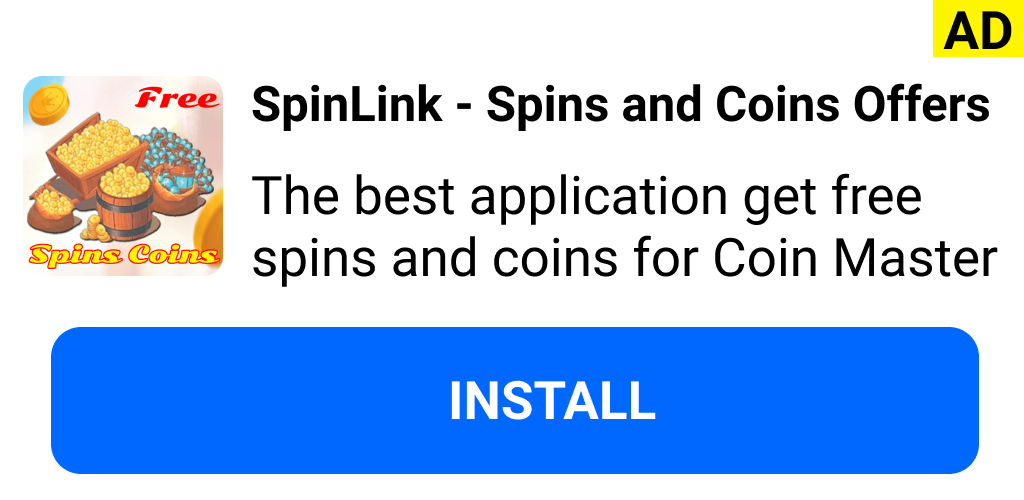 AD
Free
Spins Coins
SpinLink - Spins and Coins Offers
The best application get free
spins and coins for Coin Master
INSTALL